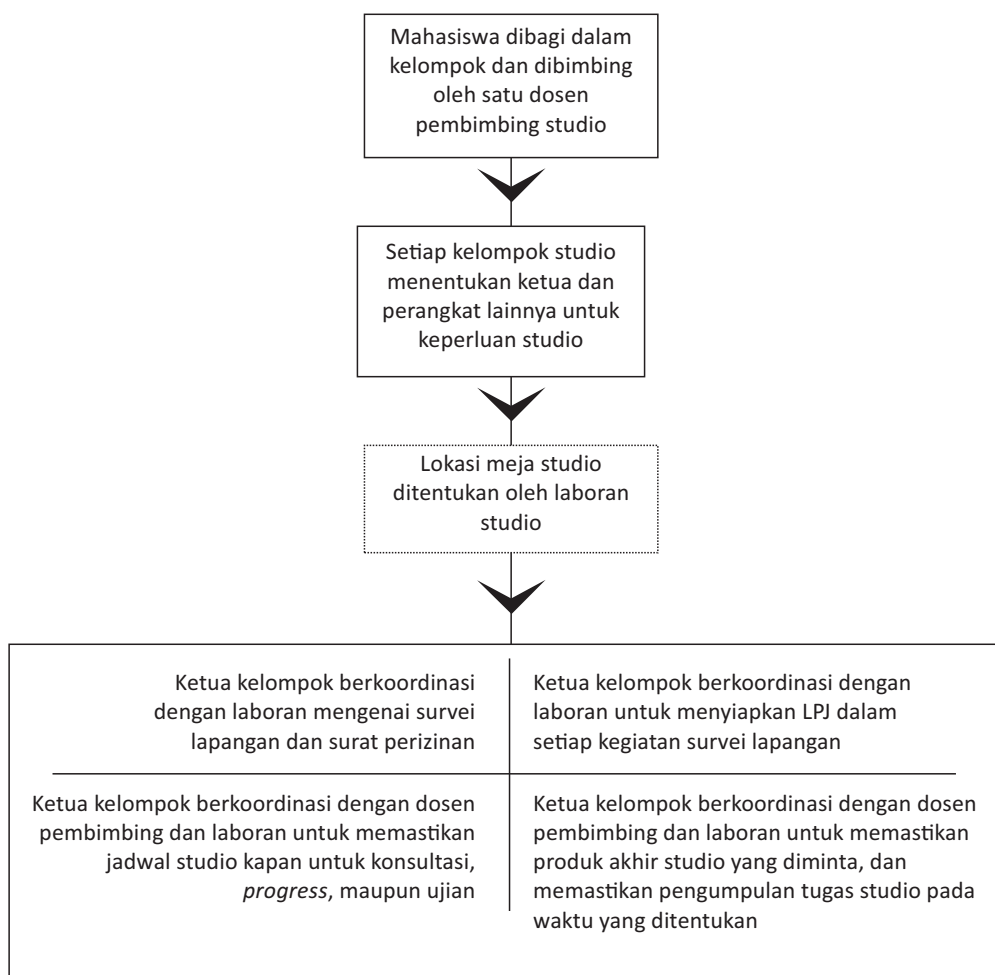 Mahasiswa dibagi dalam
kelompok dan dibimbing
oleh satu dosen
pembimbing studio
Setiap kelompok studio
menentukan ketua dan
perangkat lainnya untuk
keperluan studio
Lokasi meja studio
ditentukan oleh laboran
studio
Ketua kelompok berkoordinasi
dengan laboran mengenai survei
lapangan dan surat perizinan
Ketua kelompok berkoordinasi dengan
laboran untuk menyiapkan LPJ dalam
setiap kegiatan survei lapangan
Ketua kelompok berkoordinasi dengan dosen
pembimbing dan laboran untuk memastikan
jadwal studio kapan untuk konsultasi,
progress, maupun ujian
Ketua kelompok berkoordinasi dengan dosen
pembimbing dan laboran untuk memastikan
produk akhir studio yang diminta, dan
memastikan pengumpulan tugas studio pada
waktu yang ditentukan